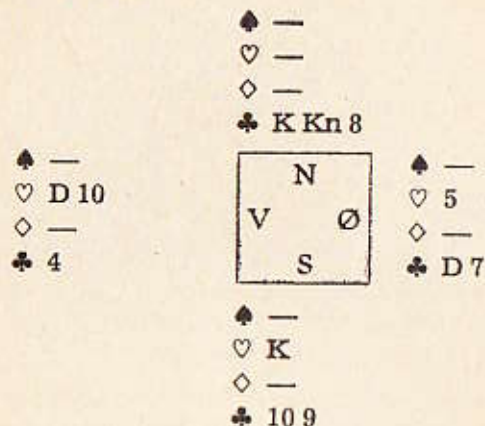 ♠ —
♡ —
♢ —
♣ K Kn 8
♠ —
♡ D 10
♢ —
♣ 4
N
V Ø
S
♠ —
♡ 5
♢ —
♣ D 7
♠ —
♡ K
♢ —
♣ 10 9